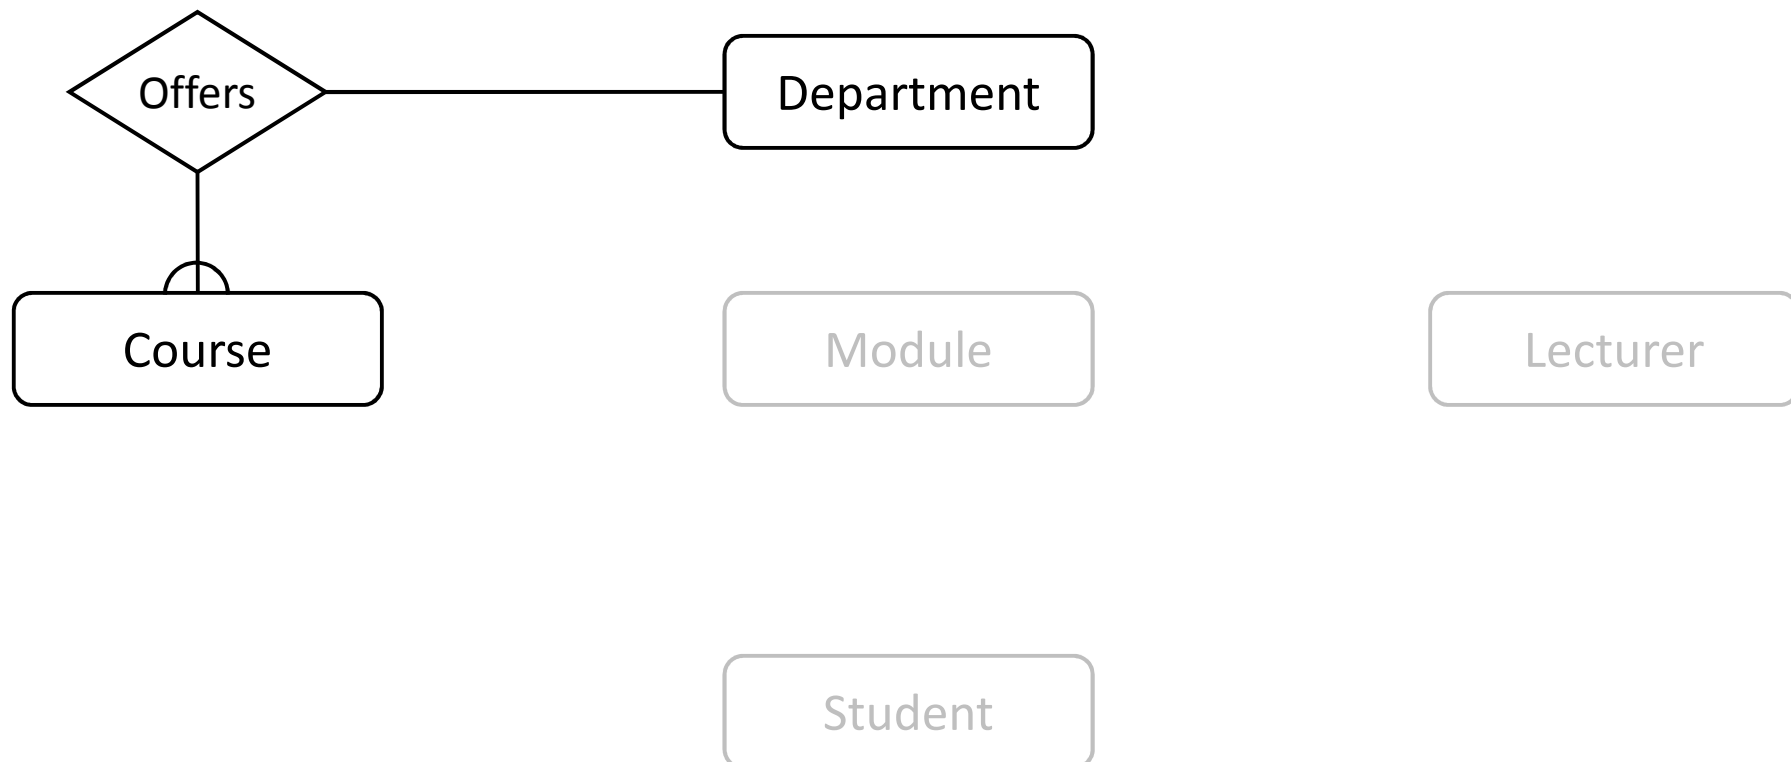 Offers
Department
Course
Module
Lecturer
Student